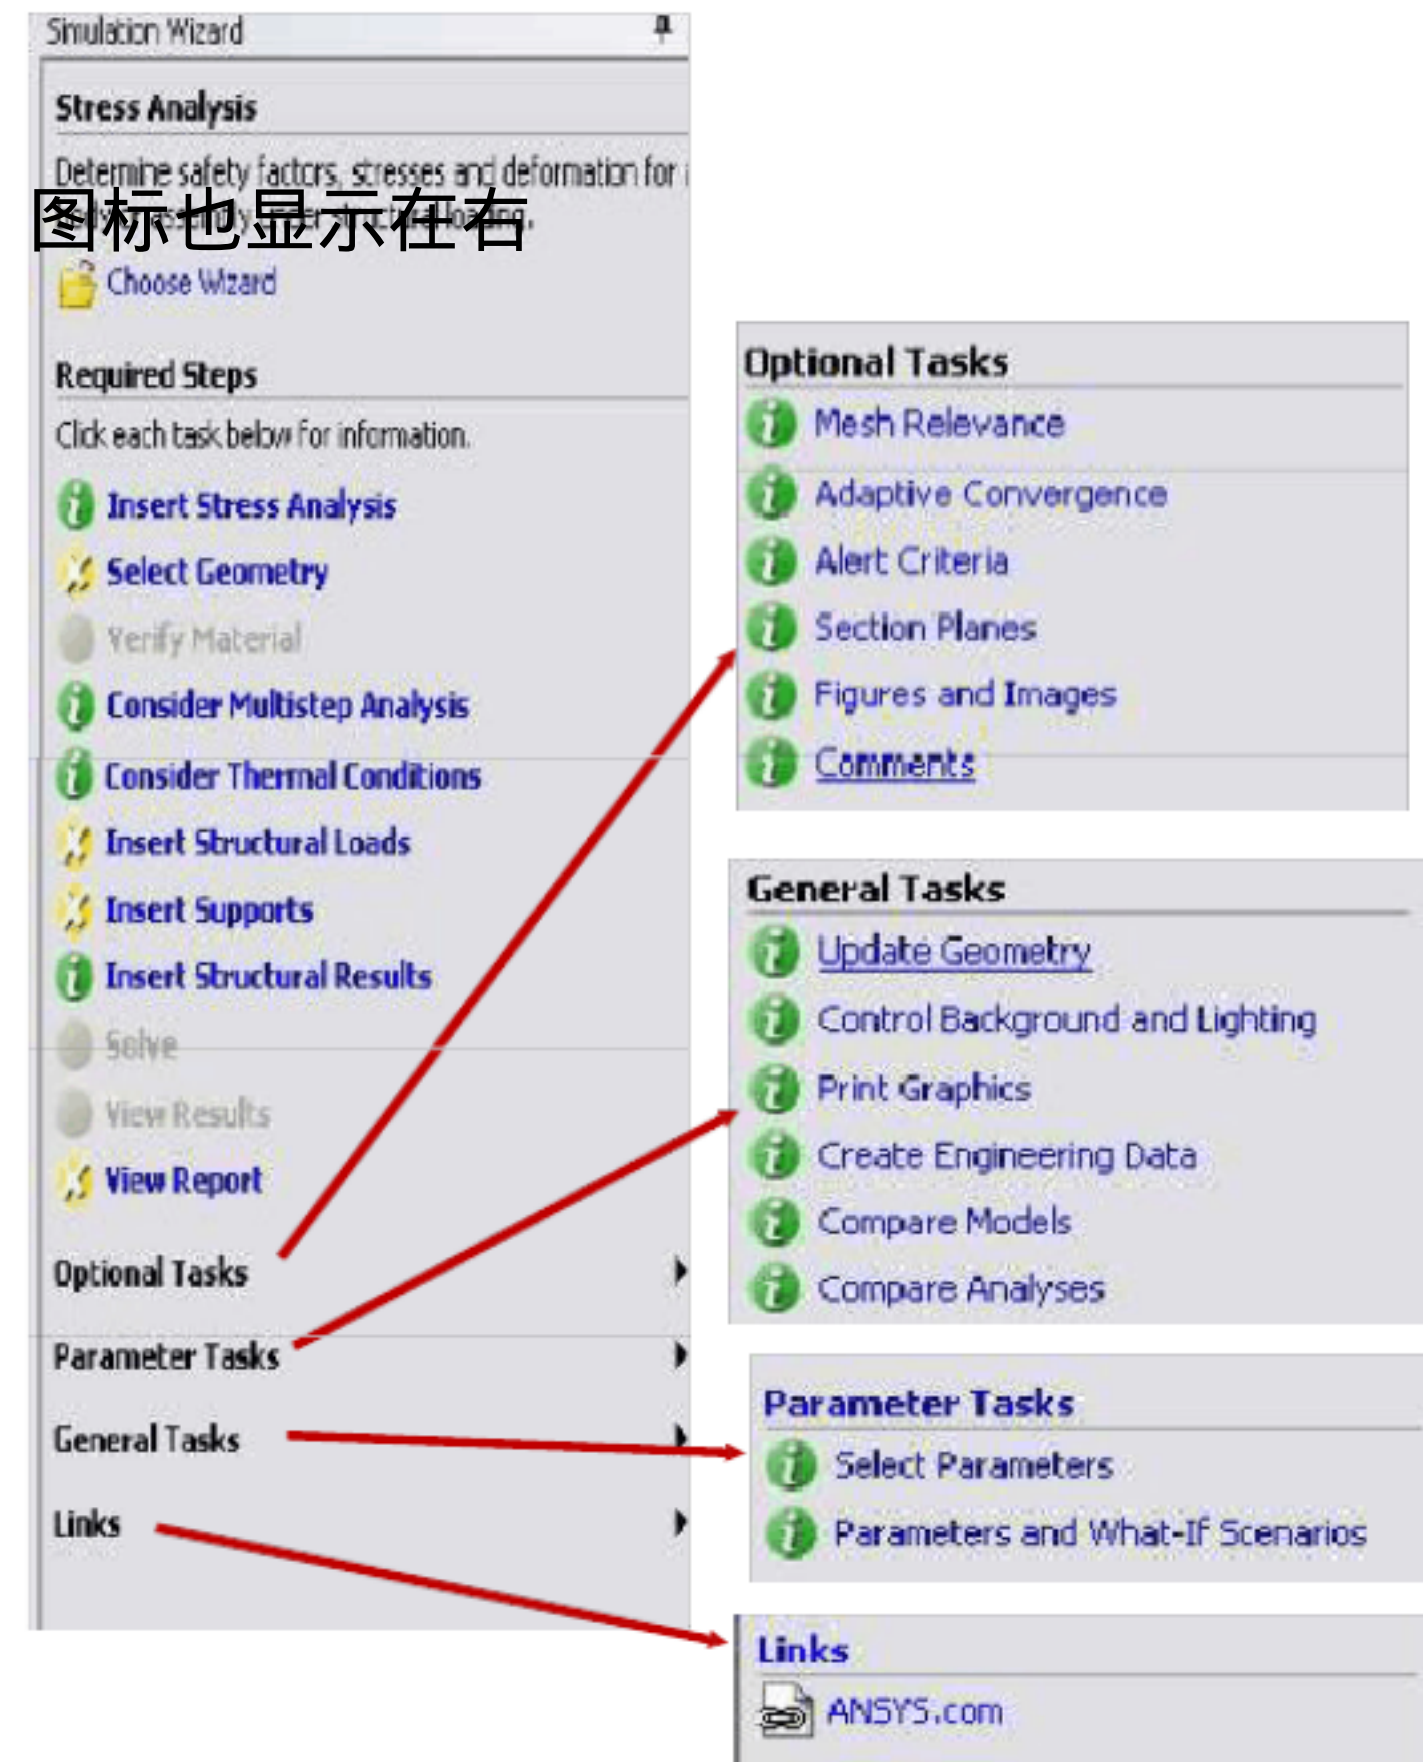 Simulation Wizard
Stress Analysis
Determine safety factors, stresses and deformation for
图标也显示在右
structural loading.
Choose Wizard
Required Steps
Click each task below for information.
Insert Stress Analysis
Select Geometry
Verify Material
Consider Multistep Analysis
Consider Thermal Conditions
Insert Structural Loads
Insert Supports
Insert Structural Results
Solve
View Results
View Report
Optional Tasks
Parameter Tasks
General Tasks
Links
Optional Tasks
Mesh Relevance
Adaptive Convergence
Alert Criteria
Section Planes
Figures and Images
Comments
General Tasks
Update Geometry
Control Background and Lighting
Print Graphics
Create Engineering Data
Compare Models
Compare Analyses
Parameter Tasks
Select Parameters
Parameters and What-If Scenarios
Links
ANSYS.com